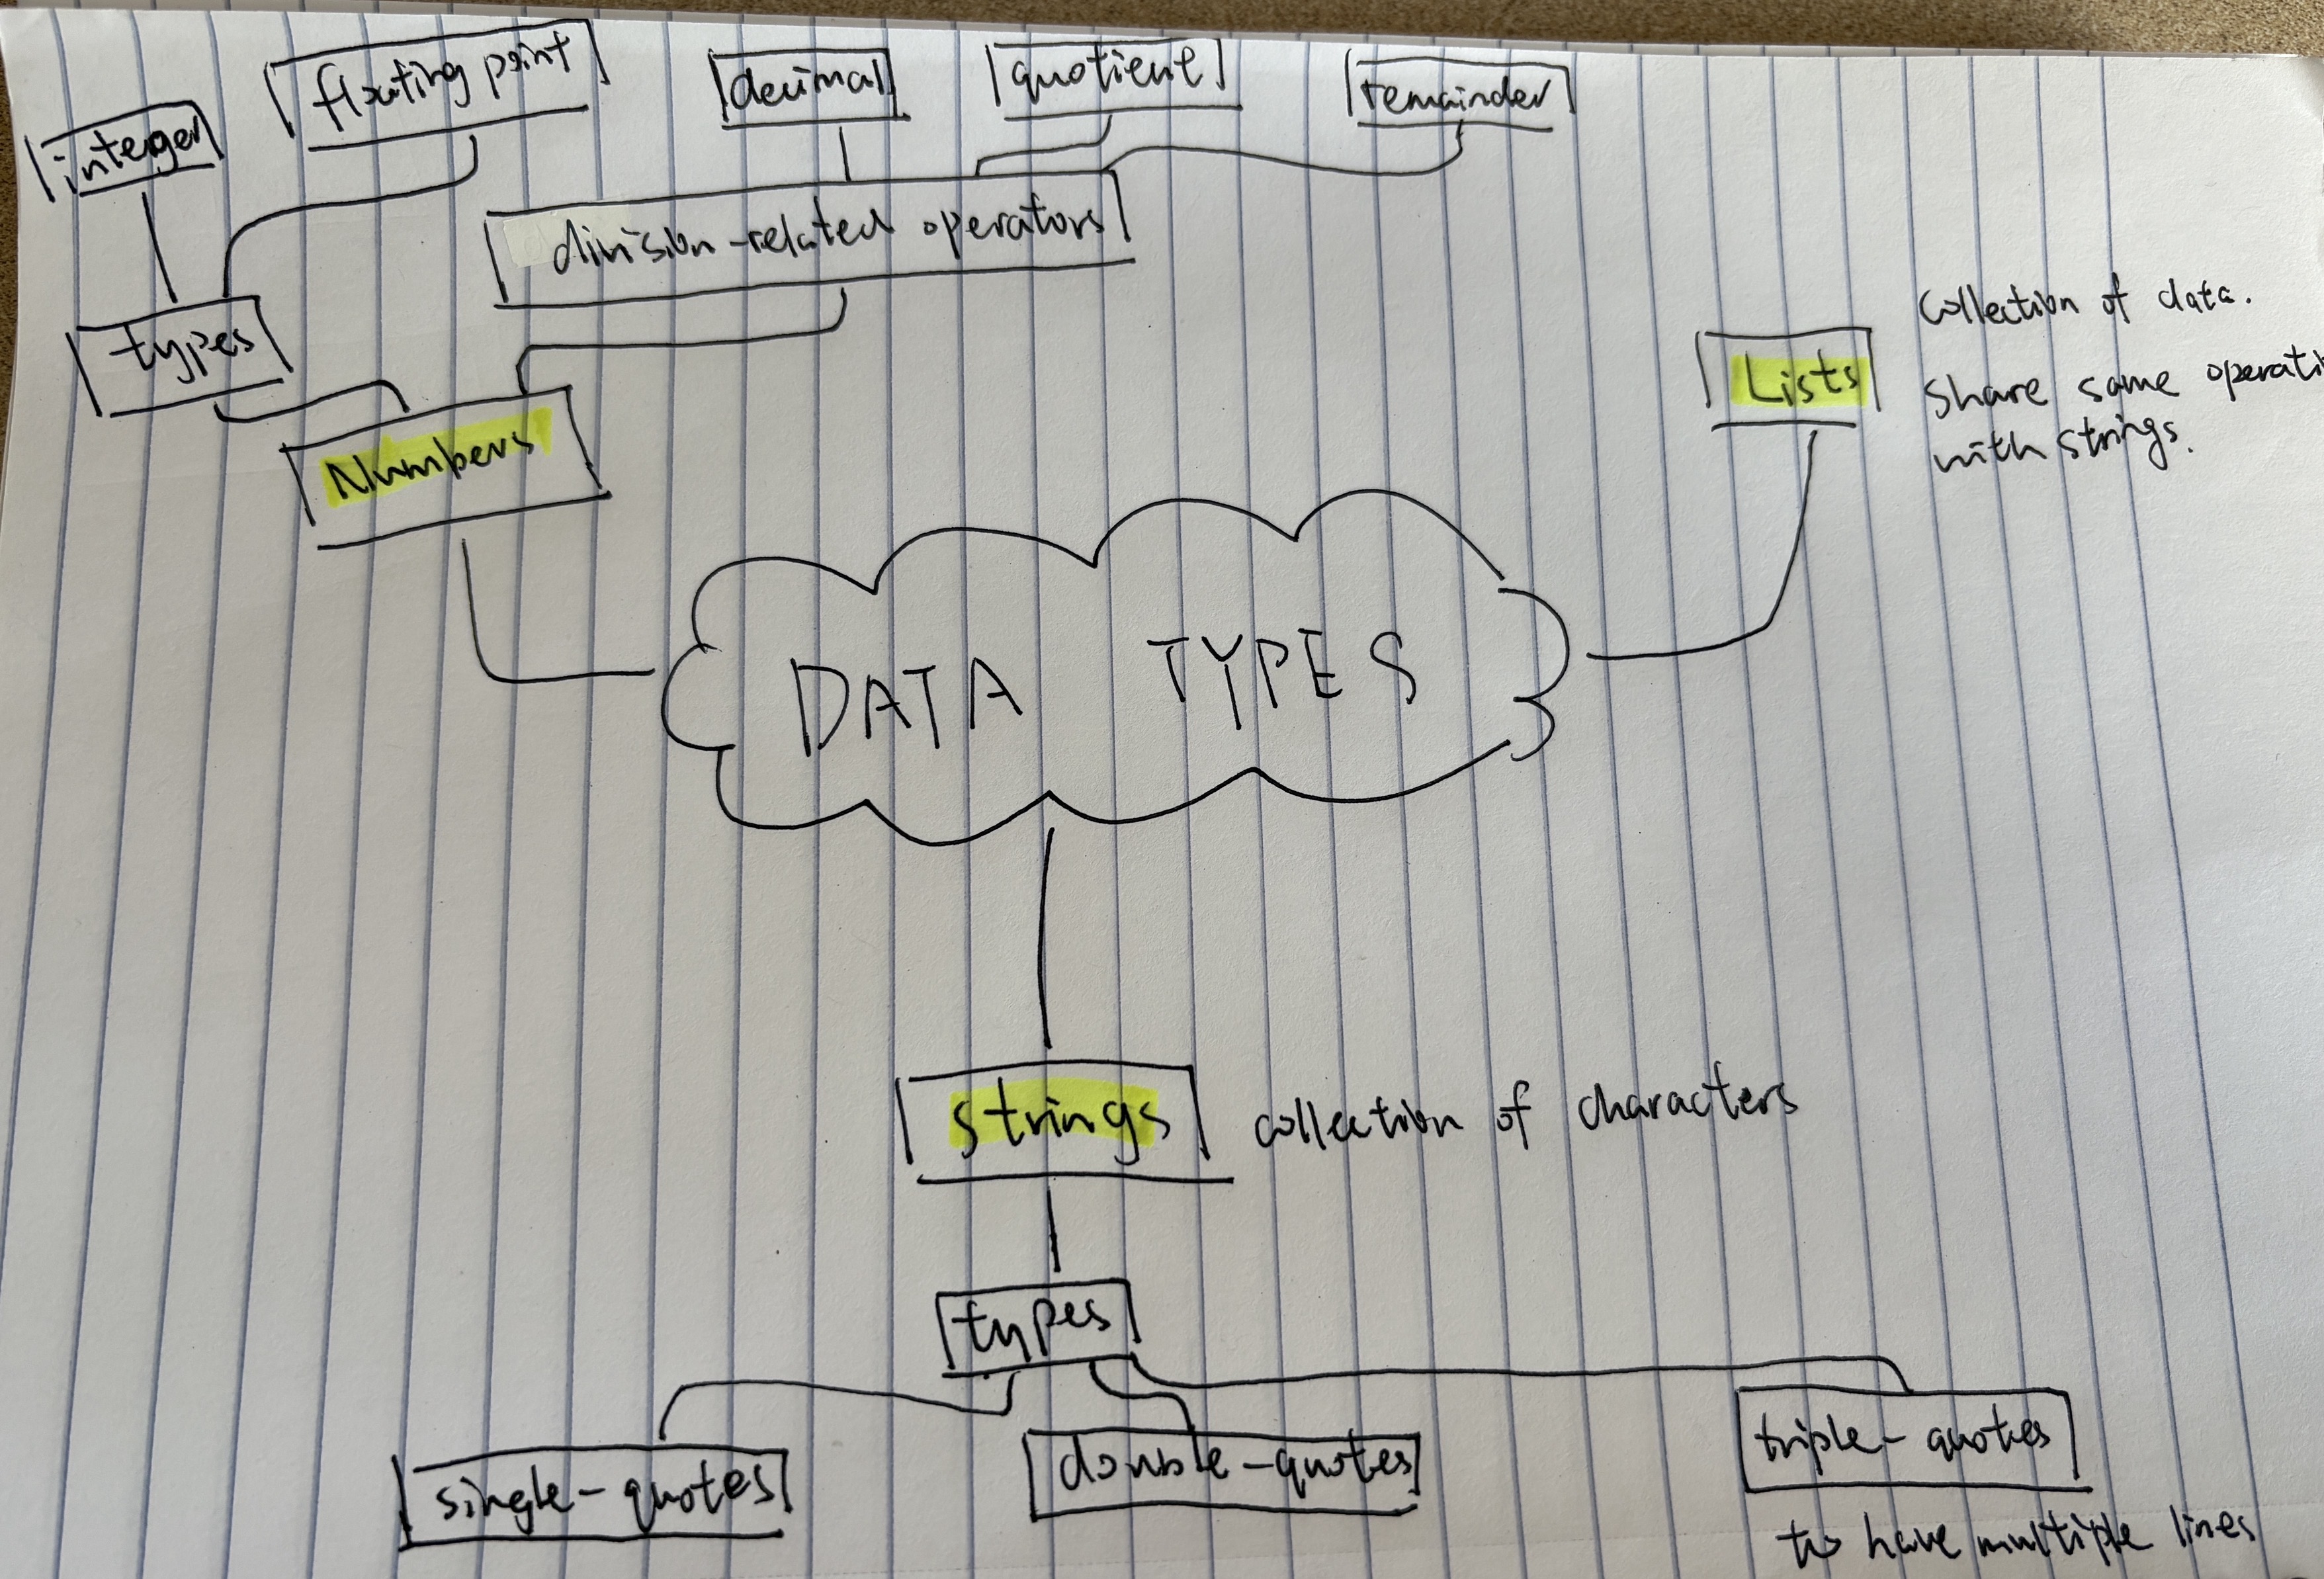 floating point
decimal
quotient
remainder
interger
division-related operators
types
Numbers
Lists
Collection of data.
Share same operati
with strings.
DATA TYPES
strings
collection of characters
types
single-quotes
double-quotes
triple-quotes
to have multiple lines